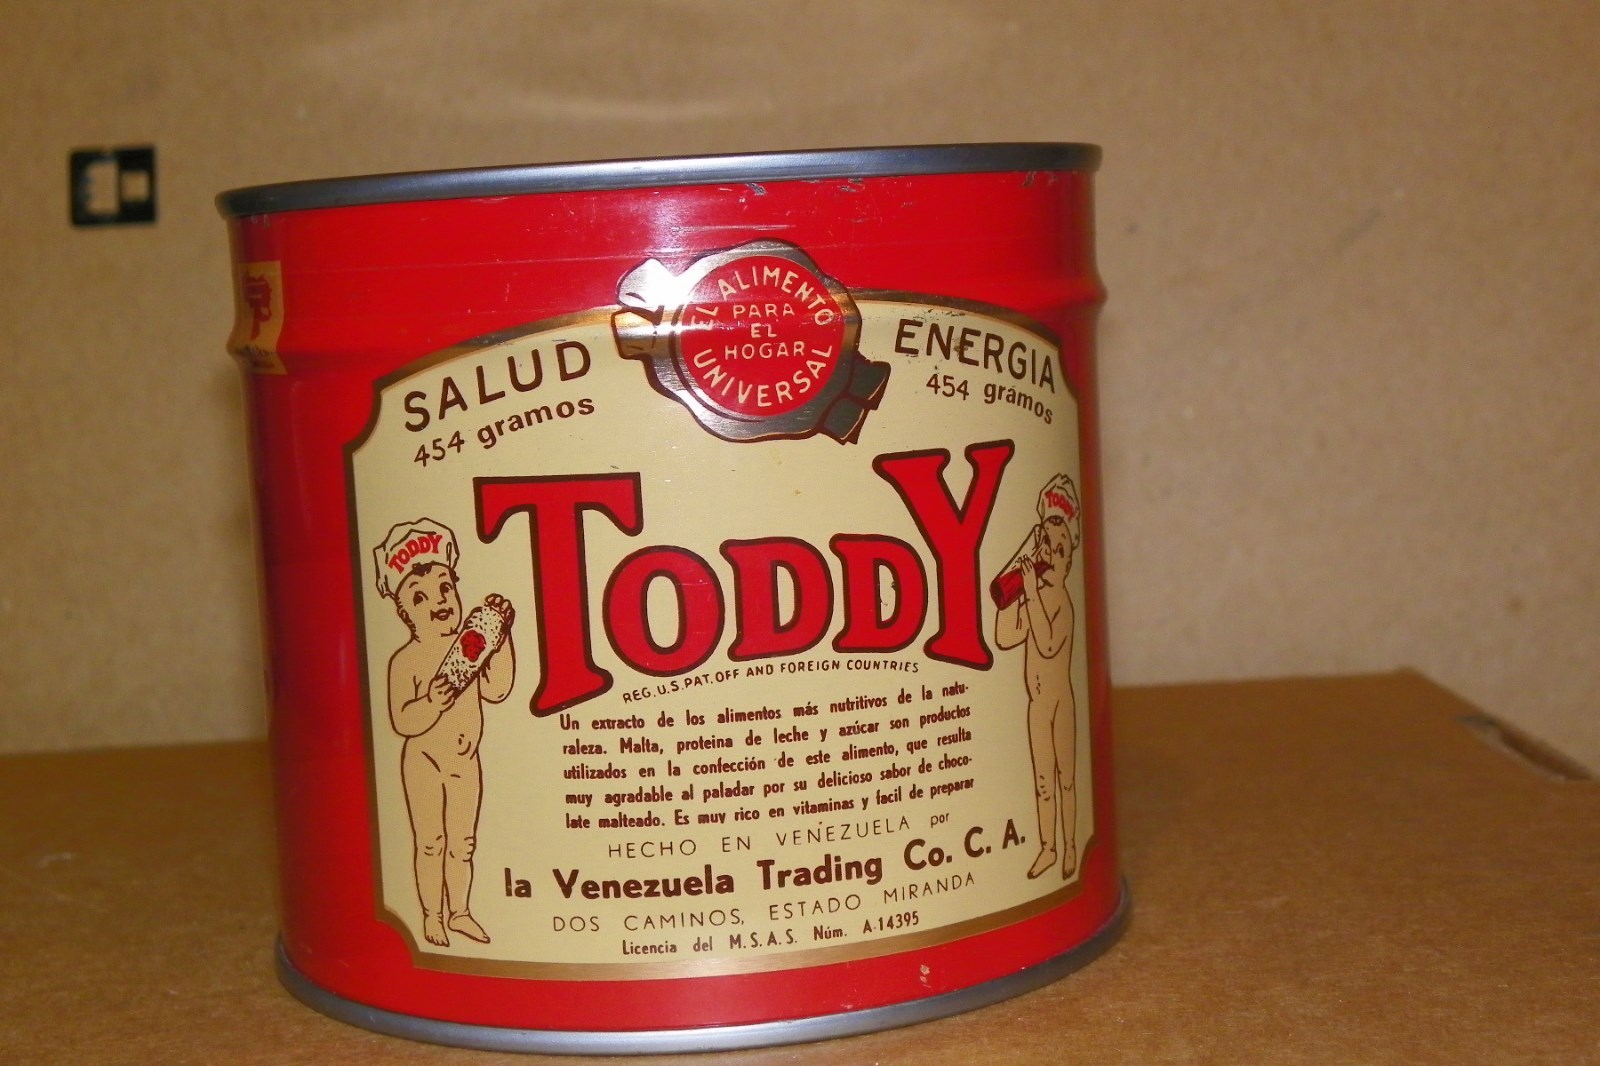 EL ALIMENTO UNIVERSAL
PARA
EL
HOGAR
SALUD
454 gramos
ENERGIA
454 gramos
TODDY
TODDY
TODDY
REG. U.S. PAT. OFF AND FOREIGN COUNTRIES
Un extracto de los alimentos más nutritivos de la natu-
raleza. Malta, proteina de leche y azúcar son productos
utilizados en la confección de este alimento, que resulta
muy agradable al paladar por su delicioso sabor de choco-
late malteado. Es muy rico en vitaminas y facil de preparar
HECHO EN VENEZUELA por
la Venezuela Trading Co. C. A.
DOS CAMINOS, ESTADO MIRANDA
Licencia del M.S.A.S. Núm. A-14395